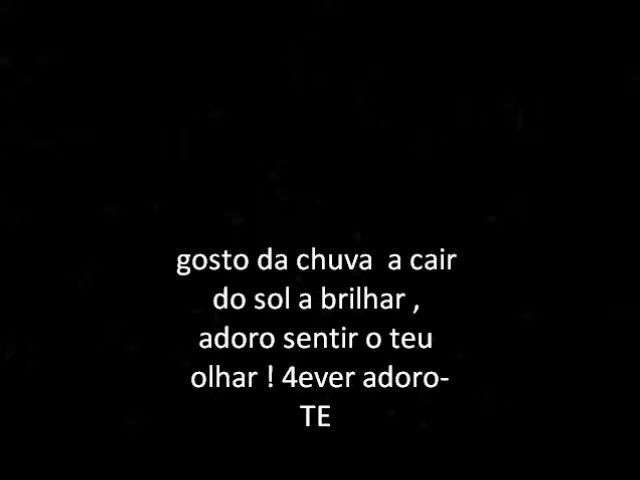 gosto da chuva  a cair
do sol a brilhar ,
adoro sentir o teu
olhar ! 4ever adoro-
TE